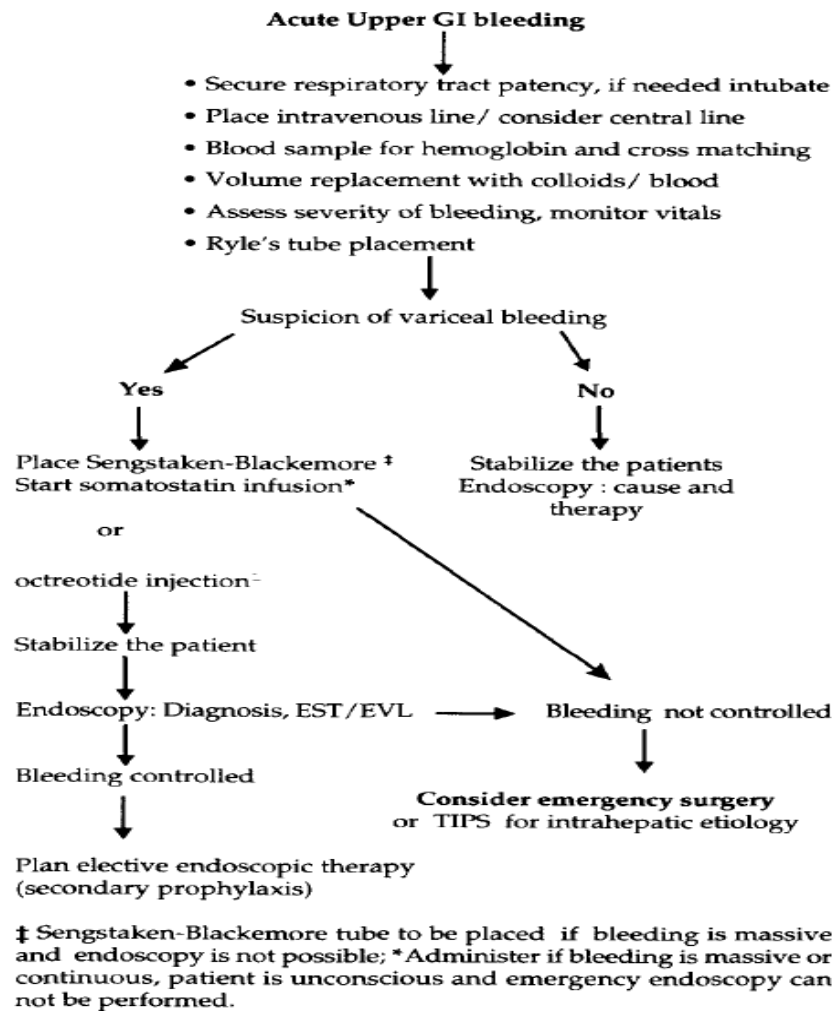 Acute Upper GI bleeding
• Secure respiratory tract patency, if needed intubate
• Place intravenous line/ consider central line
• Blood sample for hemoglobin and cross matching
• Volume replacement with colloids/ blood
• Assess severity of bleeding, monitor vitals
• Ryle's tube placement
Suspicion of variceal bleeding
Yes
No
Place Sengstaken-Blackemore ‡
Start somatostatin infusion*
or
octreotide injection
Stabilize the patients
Endoscopy : cause and
therapy
Stabilize the patient
Endoscopy: Diagnosis, EST/EVL
Bleeding not controlled
Bleeding controlled
Consider emergency surgery
or TIPS for intrahepatic etiology
Plan elective endoscopic therapy
(secondary prophylaxis)
‡ Sengstaken-Blackemore tube to be placed if bleeding is massive
and endoscopy is not possible; *Administer if bleeding is massive or
continuous, patient is unconscious and emergency endoscopy can
not be performed.